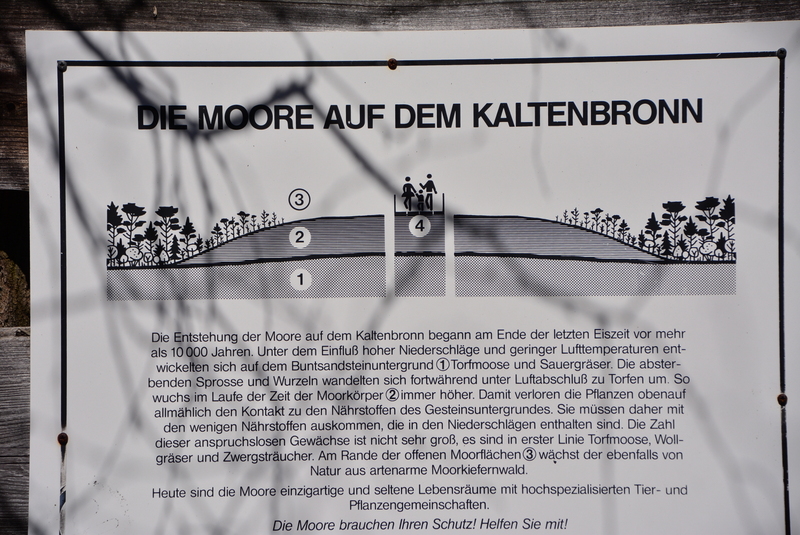 DIE MOORE AUF DEM KALTENBRONN
③
②
④
①
Die Entstehung der Moore auf dem Kaltenbronn begann am Ende der letzten Eiszeit vor mehr
als 10 000 Jahren. Unter dem Einfluß hoher Niederschläge und geringer Lufttemperaturen ent-
wickelten sich auf dem Buntsandsteinuntergrund ① Torfmoose und Sauergräser. Die abster-
benden Sprosse und Wurzeln wandelten sich fortwährend unter Luftabschluß zu Torfen um. So
wuchs im Laufe der Zeit der Moorkörper ② immer höher. Damit verloren die Pflanzen obenauf
allmählich den Kontakt zu den Nährstoffen des Gesteinsuntergrundes. Sie müssen daher mit
den wenigen Nährstoffen auskommen, die in den Niederschlägen enthalten sind. Die Zahl
dieser anspruchslosen Gewächse ist nicht sehr groß, es sind in erster Linie Torfmoose, Woll-
gräser und Zwergsträucher. Am Rande der offenen Moorflächen ③ wächst der ebenfalls von
Natur aus artenarme Moorkiefernwald.
Heute sind die Moore einzigartige und seltene Lebensräume mit hochspezialisierten Tier- und
Pflanzengemeinschaften.
Die Moore brauchen Ihren Schutz! Helfen Sie mit!